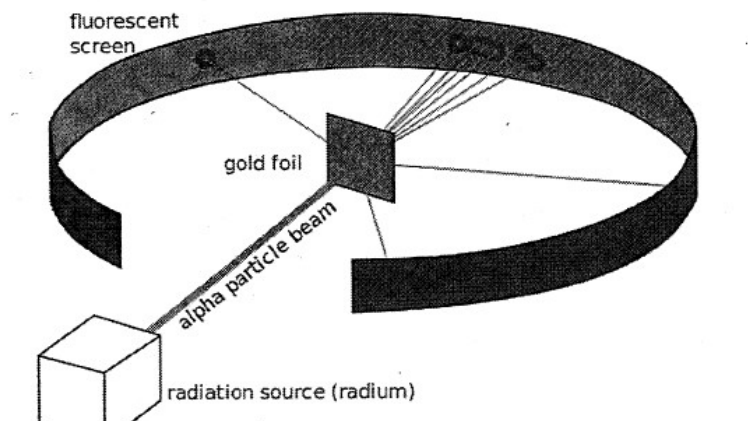 fluorescent
screen
gold foil
alpha particle beam
radiation source (radium)